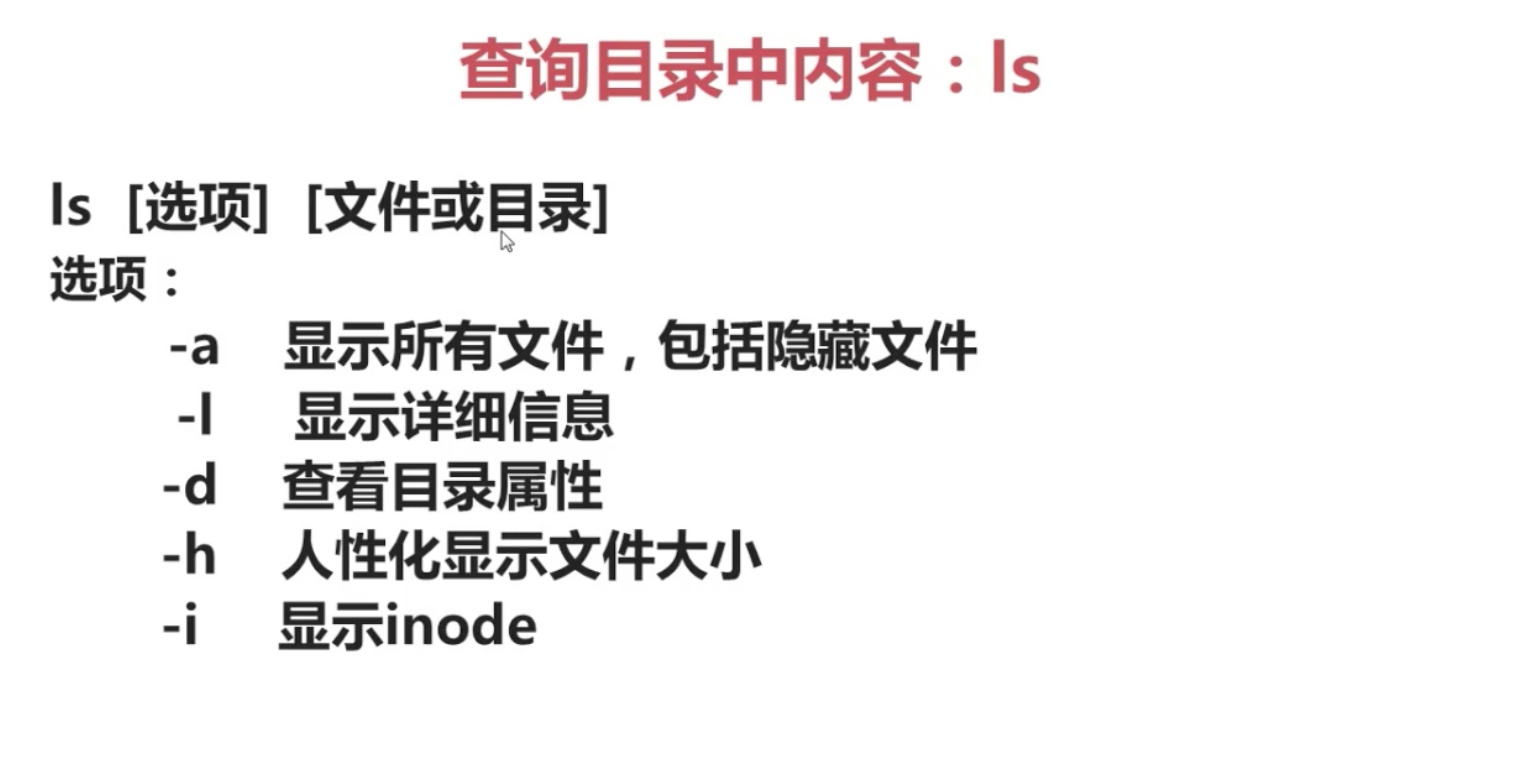 查询目录中内容：ls
ls [选项] [文件或目录]
选项：
-a 显示所有文件，包括隐藏文件
-l 显示详细信息
-d 查看目录属性
-h 人性化显示文件大小
-i 显示inode